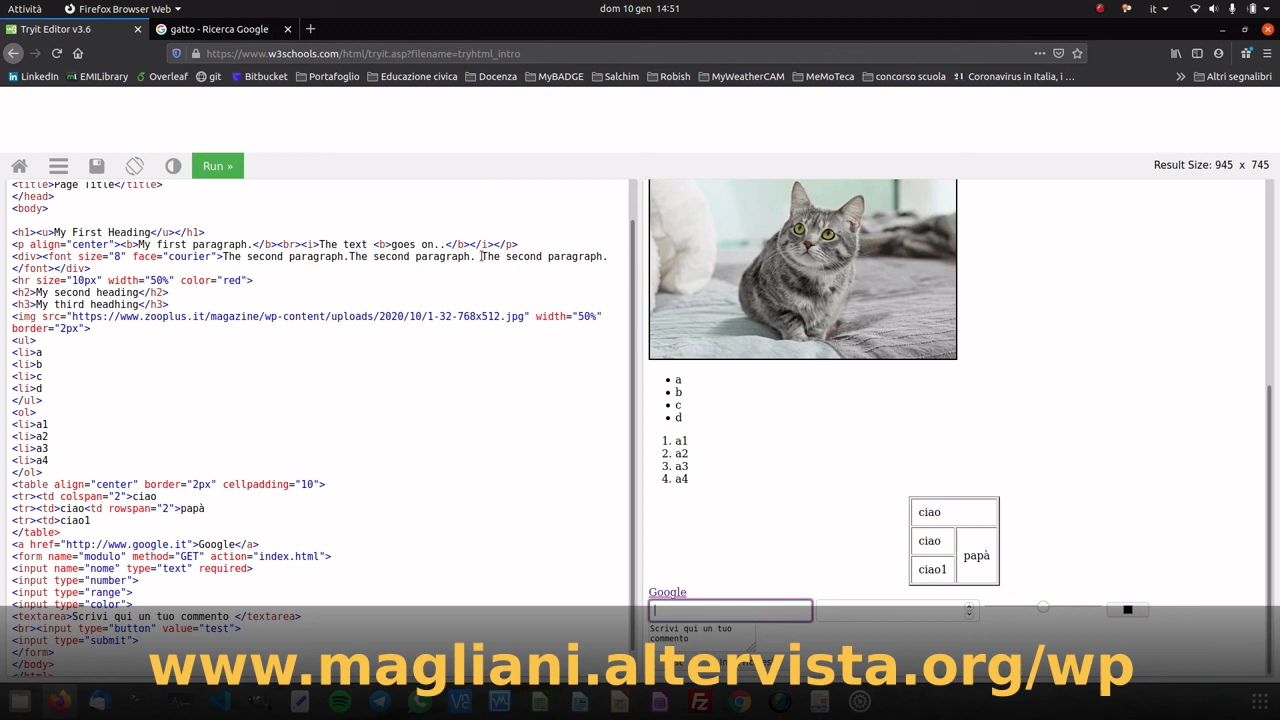 Attività
Firefox Browser Web
dom 10 gen 14:51
it
Tryit Editor v3.6
gatto - Ricerca Google
https://www.w3schools.com/html/tryit.asp?filename=tryhtml_intro
LinkedIn
EMILibrary
Overleaf
git
Bitbucket
Portafoglio
Educazione civica
Docenza
MyBADGE
Salchim
Robish
MyWeatherCAM
MeMoTeca
concorso scuola
Coronavirus in Italia, i …
Altri segnalibri
Run »
Result Size: 945 x 745
<title>Page Title</title>
</head>
<body>
<h1><u>My First Heading</u></h1>
<p align="center"><b>My first paragraph.</b><br><i>The text <b>goes on..</b></i></p>
<div><font size="8" face="courier">The second paragraph.The second paragraph. The second paragraph.
</font></div>
<hr size="10px" width="50%" color="red">
<h2>My second heading</h2>
<h3>My third headhing</h3>
<img src="https://www.zooplus.it/magazine/wp-content/uploads/2020/10/1-32-768x512.jpg" width="50%"
border="2px">
<ul>
<li>a
<li>b
<li>c
<li>d
</ul>
<ol>
<li>a1
<li>a2
<li>a3
<li>a4
</ol>
<table align="center" border="2px" cellpadding="10">
<tr><td colspan="2">ciao
<tr><td>ciao<td rowspan="2">papà
<tr><td>ciao1
</table>
<a href="http://www.google.it">Google</a>
<form name="modulo" method="GET" action="index.html">
<input name="nome" type="text" required>
<input type="number">
<input type="range">
<input type="color">
<textarea>Scrivi qui un tuo commento </textarea>
<br><input type="button" value="test">
<input type="submit">
</form>
</body>
a
b
c
d
1. a1
2. a2
3. a3
4. a4
ciao
ciao
papà
ciao1
Google
Scrivi qui un tuo
commento
www.magliani.altervista.org/wp